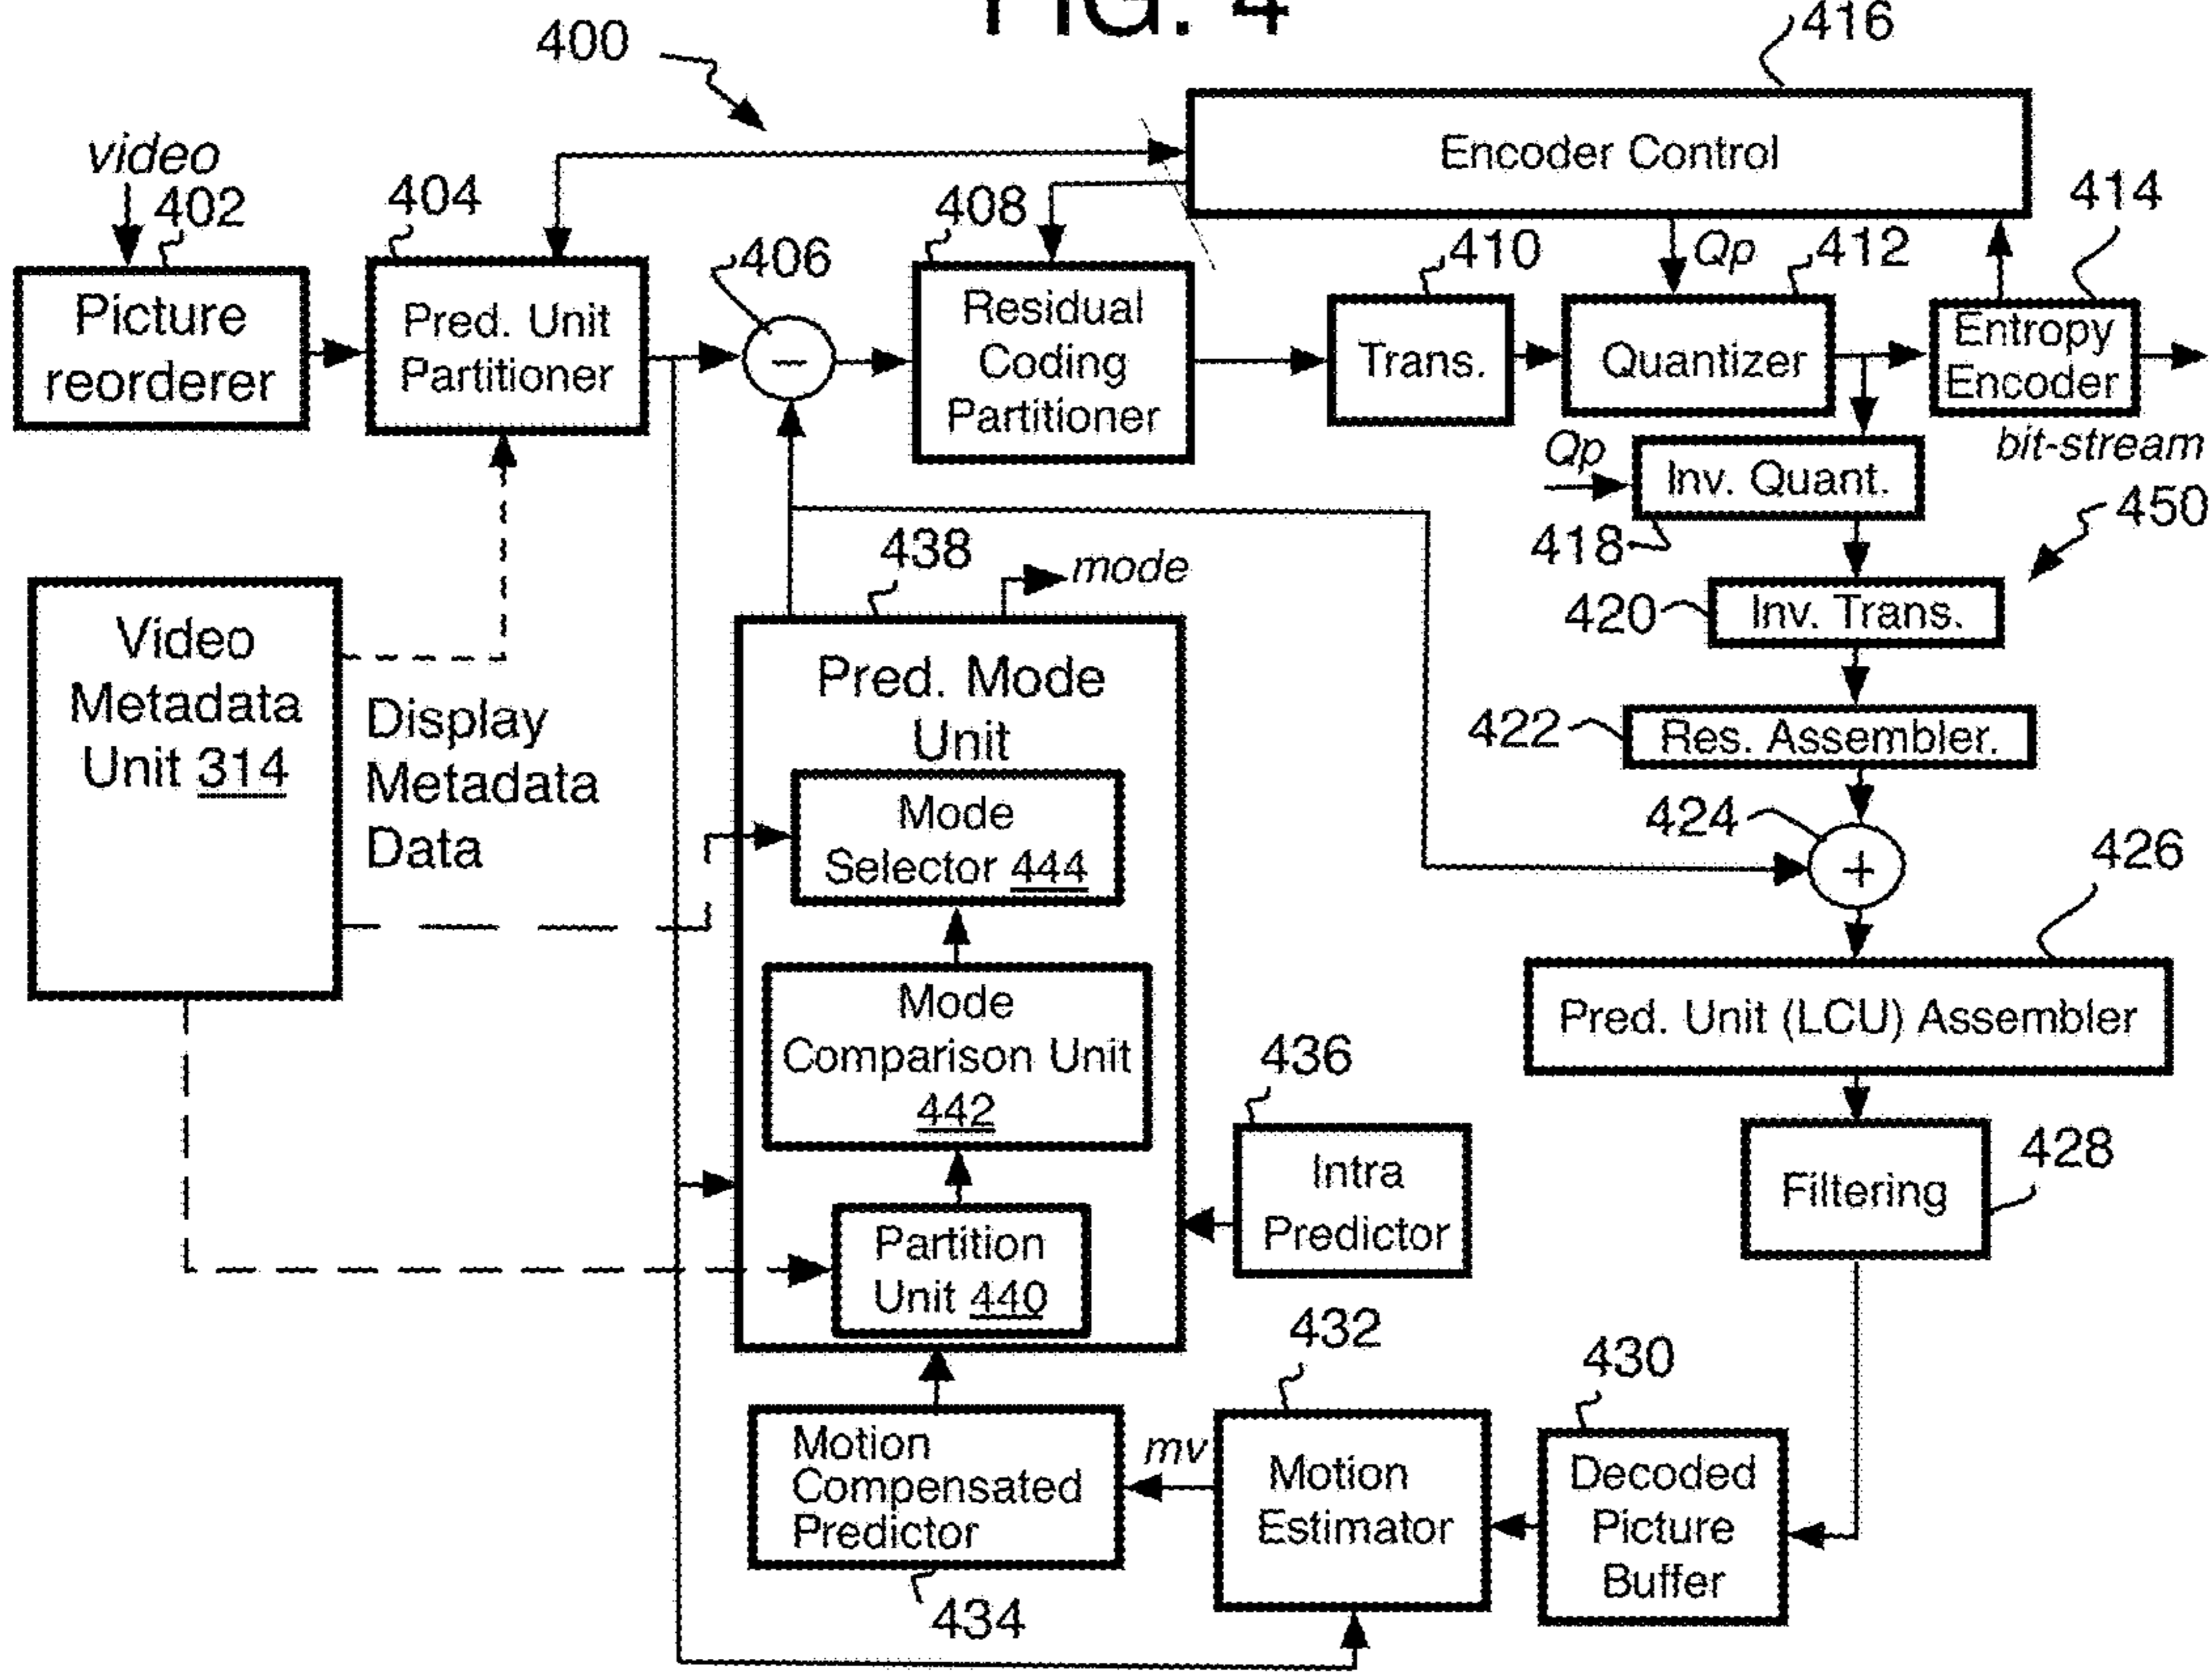 FIG. 4
400
416
video
402
404
406
408
Encoder Control
410
Qp
412
414
Picture
reorderer
Pred. Unit
Partitioner
−
Residual
Coding
Partitioner
Trans.
Quantizer
Entropy
Encoder
bit-stream
Qp
Inv. Quant.
418
450
438
mode
420
Inv. Trans.
Video
Metadata
Unit 314
Display
Metadata
Data
Pred. Mode
Unit
422
Res. Assembler.
Mode
Selector 444
424
+
426
Mode
Comparison Unit
442
Pred. Unit (LCU) Assembler
436
Intra
Predictor
Filtering
428
Partition
Unit 440
432
430
Motion
Compensated
Predictor
mv
Motion
Estimator
Decoded
Picture
Buffer
434